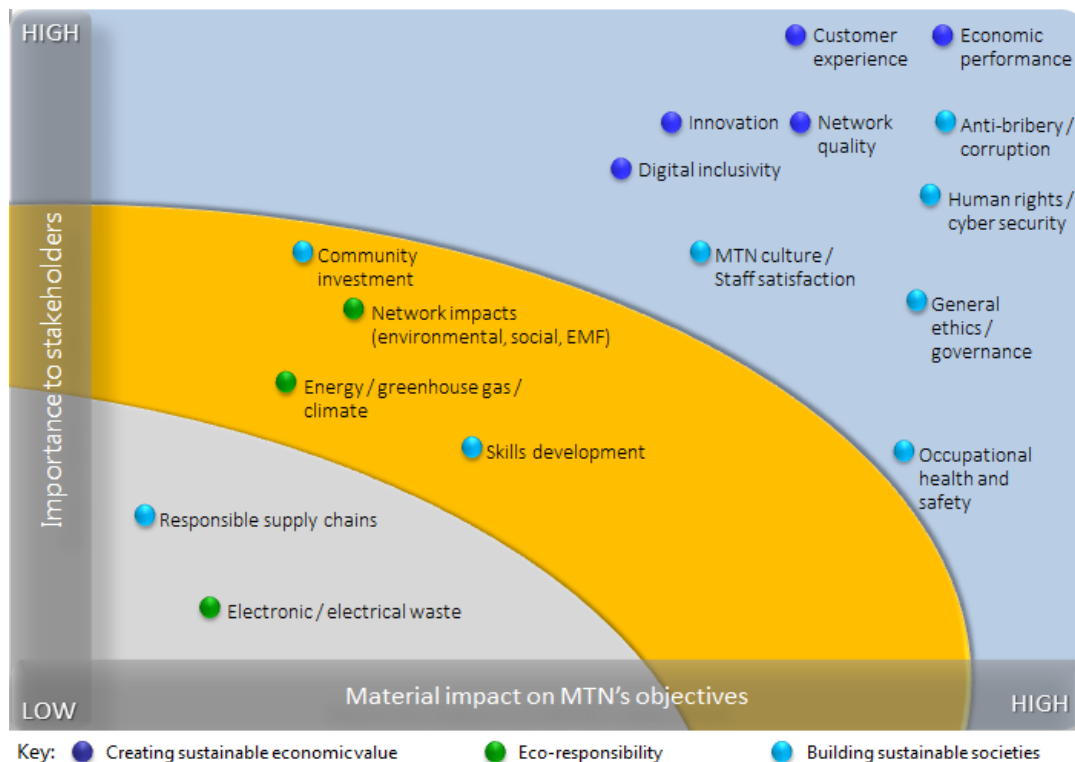 HIGH
Customer
experience
Economic
performance
Innovation
Network
quality
Anti-bribery /
corruption
Digital inclusivity
Human rights /
cyber security
Community
investment
MTN culture /
Staff satisfaction
Network impacts
(environmental, social, EMF)
General
ethics /
governance
Energy / greenhouse gas /
climate
Skills development
Occupational
health and
safety
Responsible supply chains
Electronic / electrical waste
Importance to stakeholders
Material impact on MTN's objectives
LOW
HIGH
Key:
Creating sustainable economic value
Eco-responsibility
Building sustainable societies